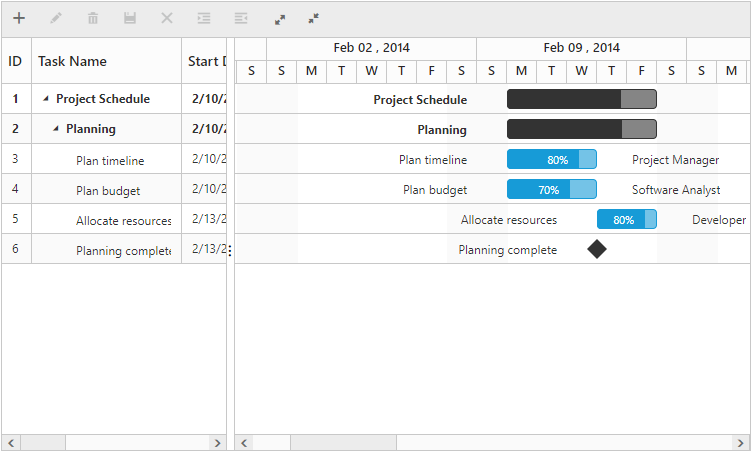 Feb 02 , 2014 Feb 09 , 2014
ID Task Name Start D S S M T W T F S S M T W T F S S M
1 Project Schedule 2/10/2 Project Schedule
2 Planning 2/10/2 Planning
3 Plan timeline 2/10/2 Plan timeline 80% Project Manager
4 Plan budget 2/10/2 Plan budget 70% Software Analyst
5 Allocate resources 2/13/2 Allocate resources 80% Developer
6 Planning complete 2/13/2 Planning complete